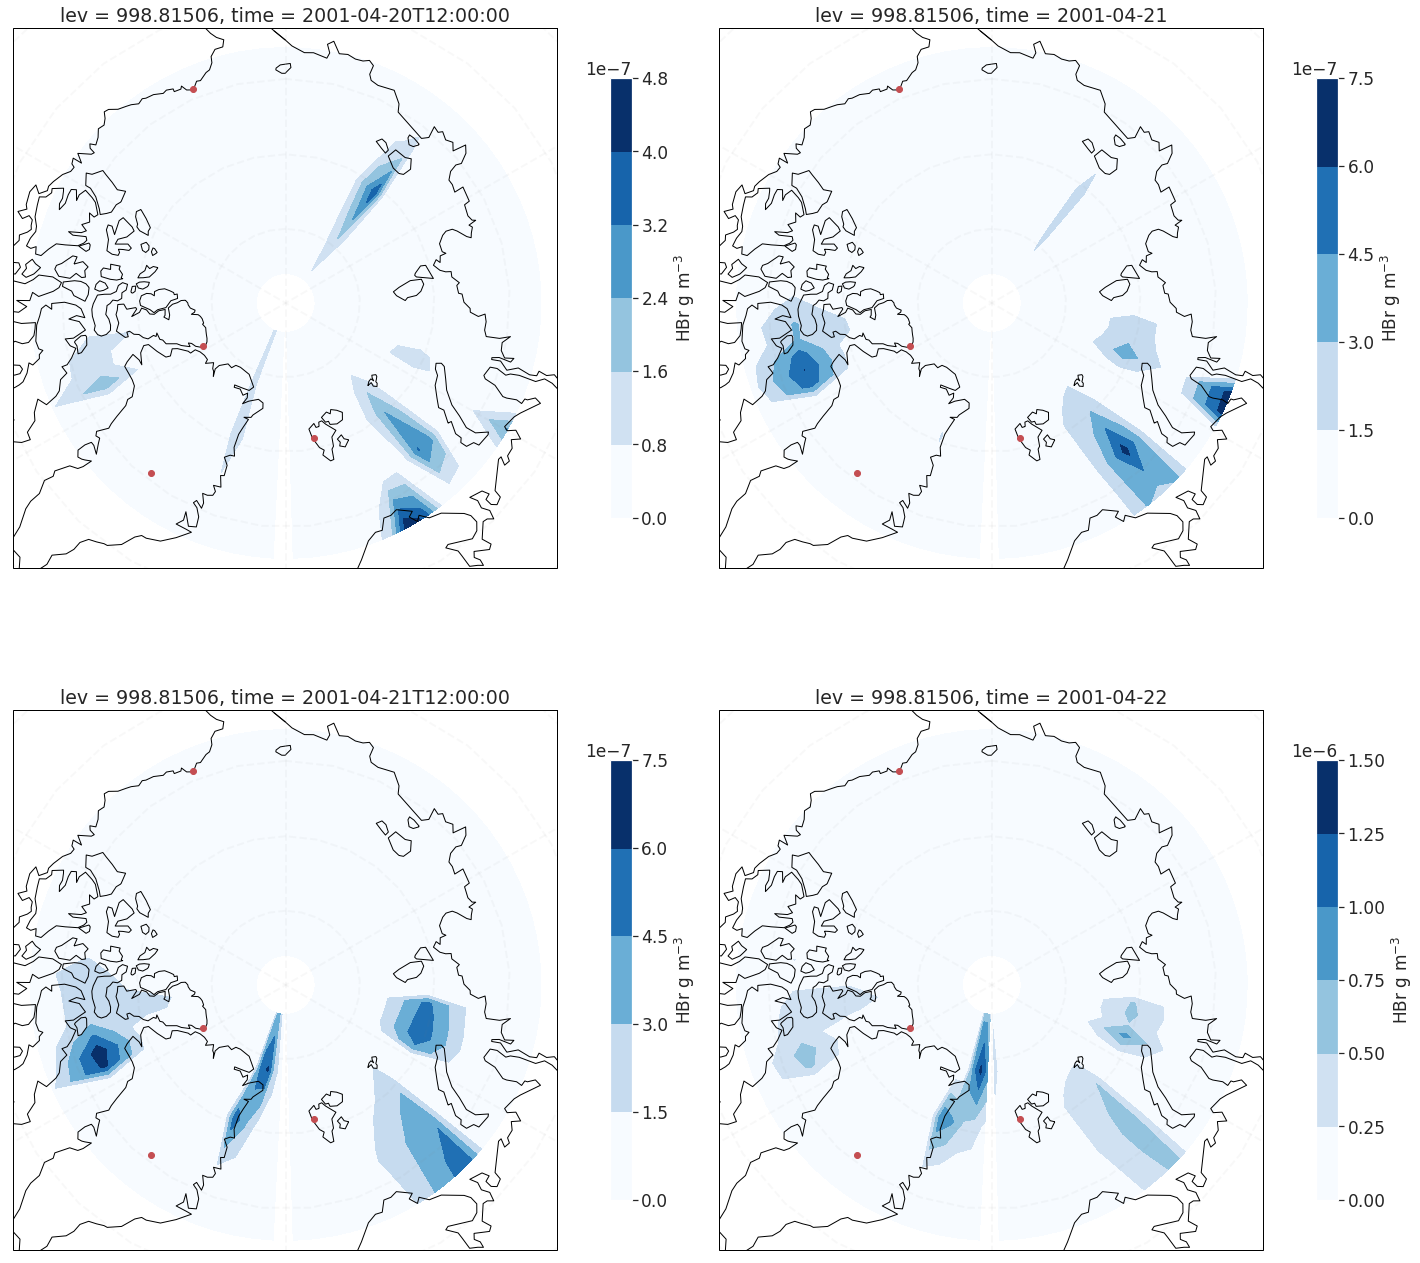 lev = 998.81506, time = 2001-04-20T12:00:00
1e−7
4.8
4.0
3.2
2.4
1.6
0.8
0.0
HBr g m⁻³
lev = 998.81506, time = 2001-04-21
1e−7
7.5
6.0
4.5
3.0
1.5
0.0
HBr g m⁻³
lev = 998.81506, time = 2001-04-21T12:00:00
1e−7
7.5
6.0
4.5
3.0
1.5
0.0
HBr g m⁻³
lev = 998.81506, time = 2001-04-22
1e−6
1.50
1.25
1.00
0.75
0.50
0.25
0.00
HBr g m⁻³